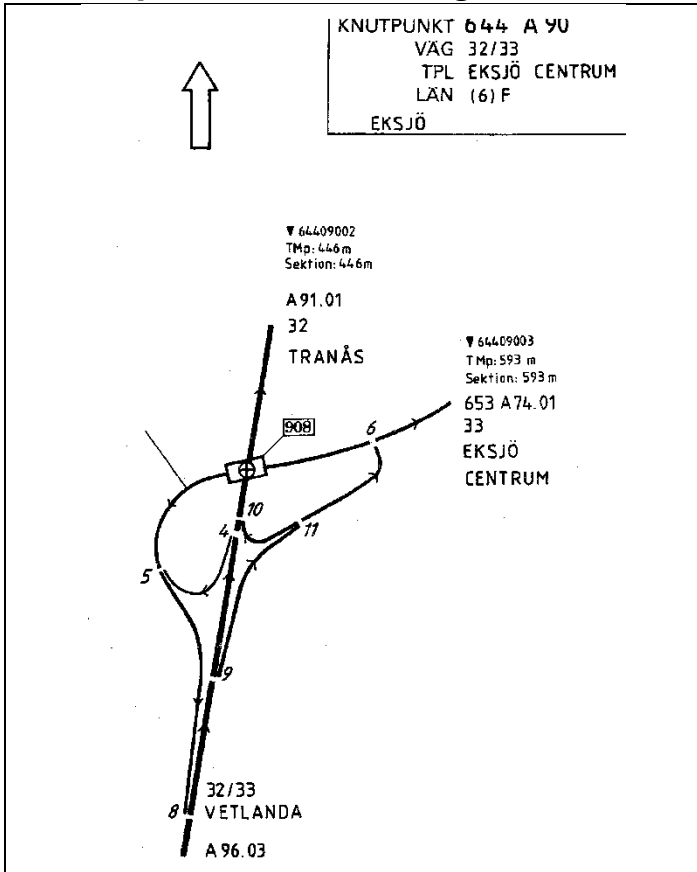 KNUTPUNKT 644 A 90
VÄG 32/33
TPL EKSJÖ CENTRUM
LÄN (6) F
EKSJÖ
▼ 64409002
TMp: 446m
Sektion: 446m
A 91.01
32
TRANÅS
▼ 64409003
TMp: 593 m
Sektion: 593 m
653 A74.01
33
EKSJÖ
CENTRUM
908
6
10
4
11
5
9
32/33
8 VETLANDA
A 96.03